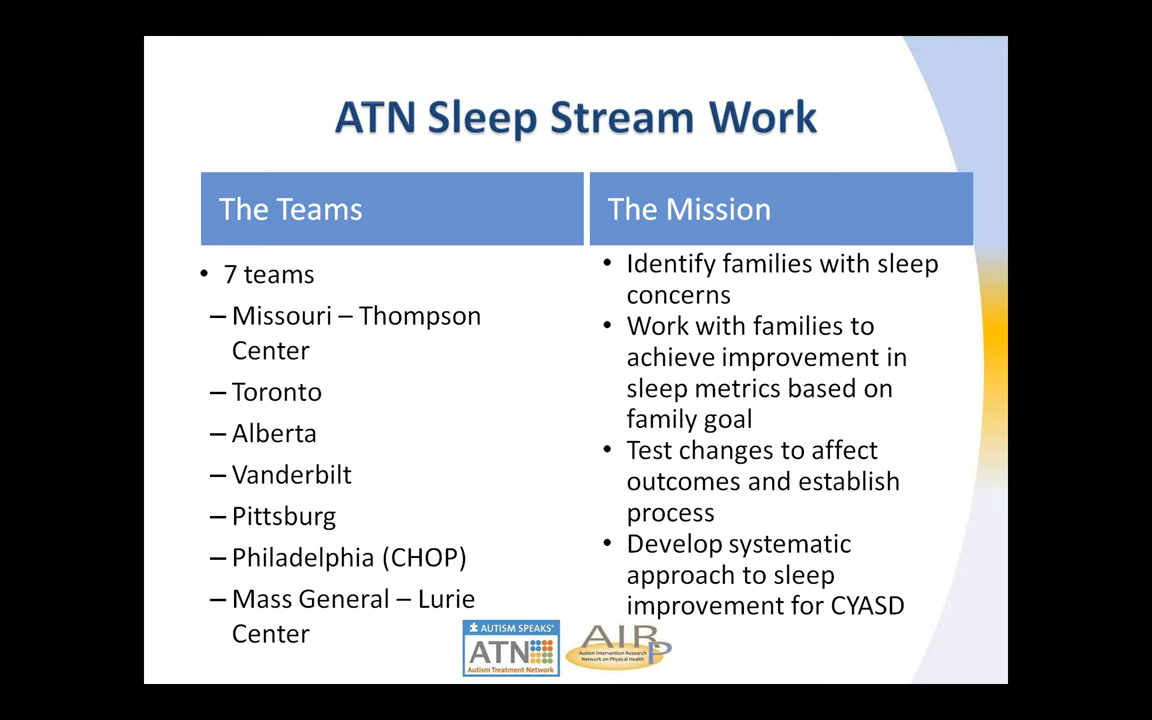 ATN Sleep Stream Work
The Teams
• 7 teams
– Missouri – Thompson
Center
– Toronto
– Alberta
– Vanderbilt
– Pittsburg
– Philadelphia (CHOP)
– Mass General – Lurie
Center
The Mission
• Identify families with sleep
concerns
• Work with families to
achieve improvement in
sleep metrics based on
family goal
• Test changes to affect
outcomes and establish
process
• Develop systematic
approach to sleep
improvement for CYASD
AUTISM SPEAKS®
ATN
Autism Treatment Network
AIRP
Autism Intervention Research
Network on Physical Health